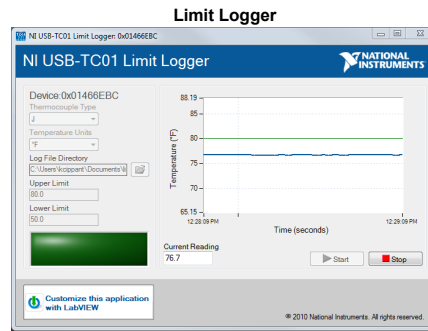 Limit Logger
NI USB-TC01 Limit Logger: 0x01466EBC
NI USB-TC01 Limit Logger
NATIONAL
INSTRUMENTS
Device:0x01466EBC
Thermocouple Type
J
Temperature Units
°F
Log File Directory
C:\Users\kcippant\Documents\li
Upper Limit
80.0
Lower Limit
50.0
Temperature (°F)
88.19
85
80
75
70
65.15
12:28:09 PM
12:29:09 PM
Time (seconds)
Current Reading
76.7
Start
Stop
Customize this application
with LabVIEW
© 2010 National Instruments. All rights reserved.